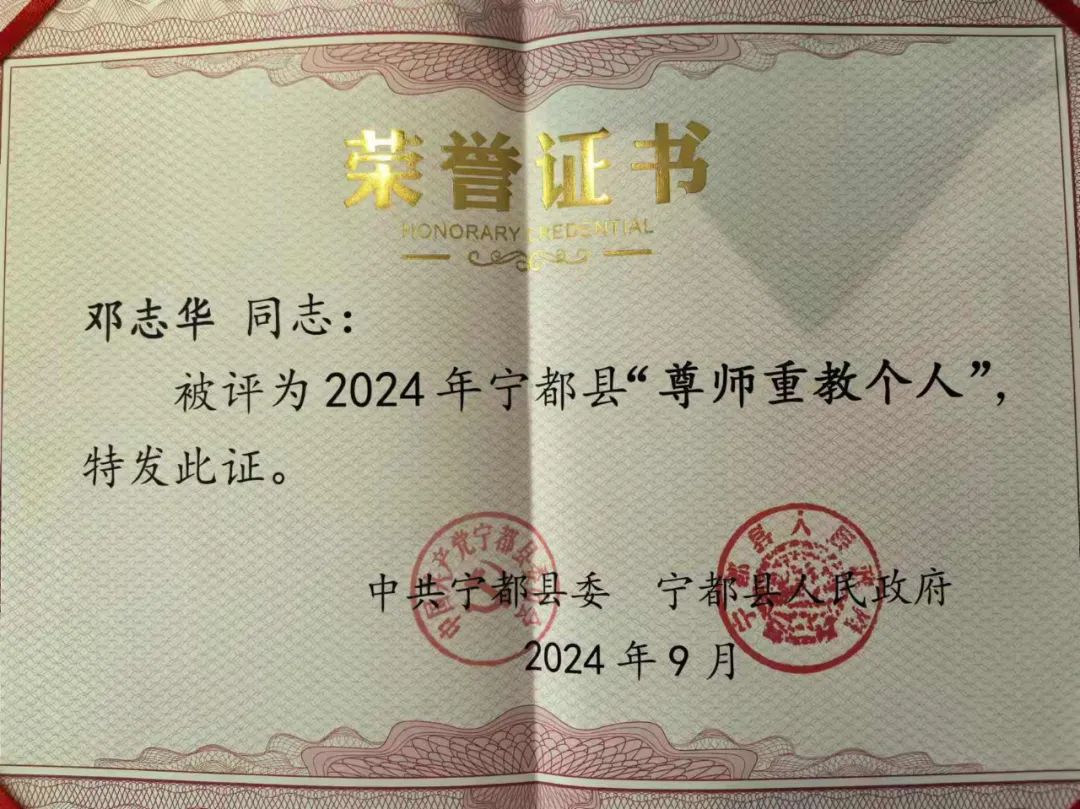 荣誉证书
HONORARY CREDENTIAL
邓志华 同志：
被评为2024年宁都县“尊师重教个人”，
特发此证。
中共宁都县委 宁都县人民政府
2024年9月